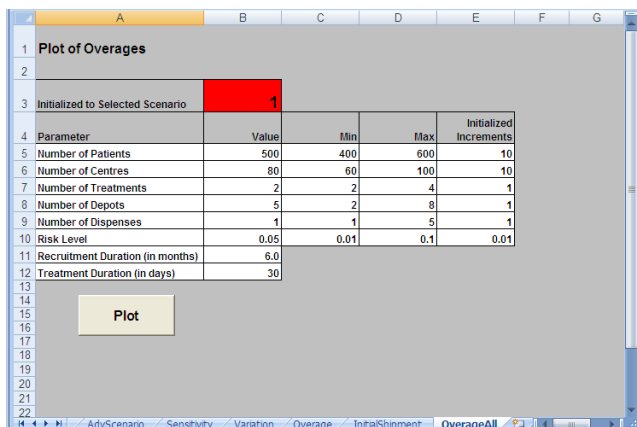 A B C D E F G
1 Plot of Overages
2
3 Initialized to Selected Scenario 1
Initialized
4 Parameter Value Min Max Increments
5 Number of Patients 500 400 600 10
6 Number of Centres 80 60 100 10
7 Number of Treatments 2 2 4 1
8 Number of Depots 5 2 8 1
9 Number of Dispenses 1 1 5 1
10 Risk Level 0.05 0.01 0.1 0.01
11 Recruitment Duration (in months) 6.0
12 Treatment Duration (in days) 30
13
14
15 Plot
16
17
18
19
20
21
22
AdvScenario Sensitivity Variation Overage InitialShipment OverageAll